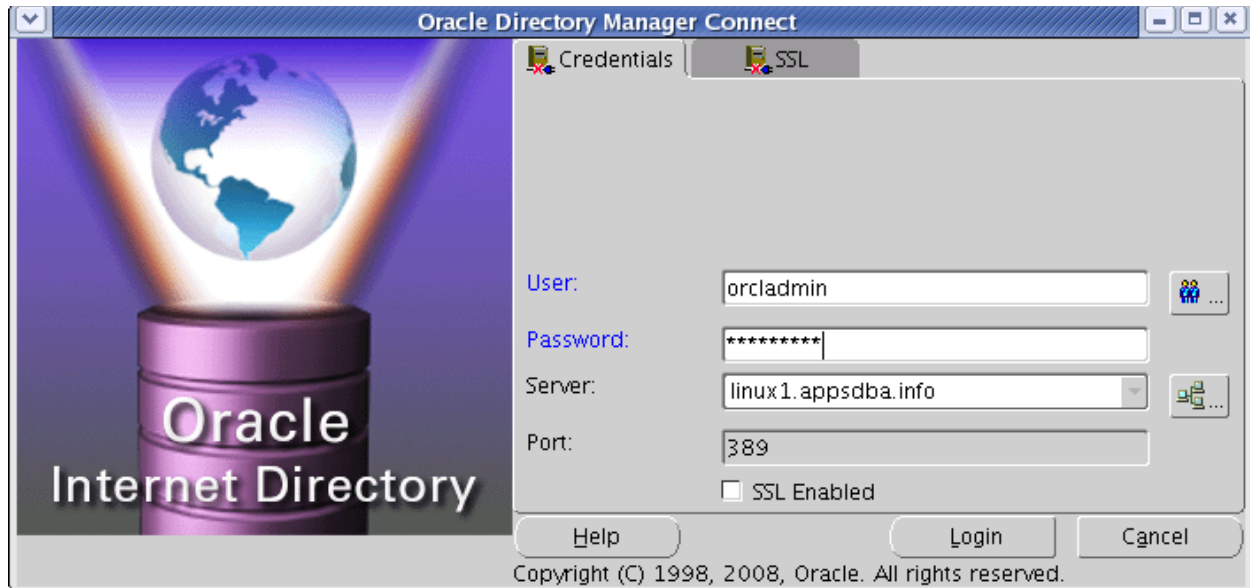 Oracle Directory Manager Connect
Credentials
SSL
User:
orcladmin
Password:
*********
Server:
linux1.appsdba.info
...
Port:
389
SSL Enabled
Oracle
Internet Directory
Help
Login
Cancel
Copyright (C) 1998, 2008, Oracle. All rights reserved.